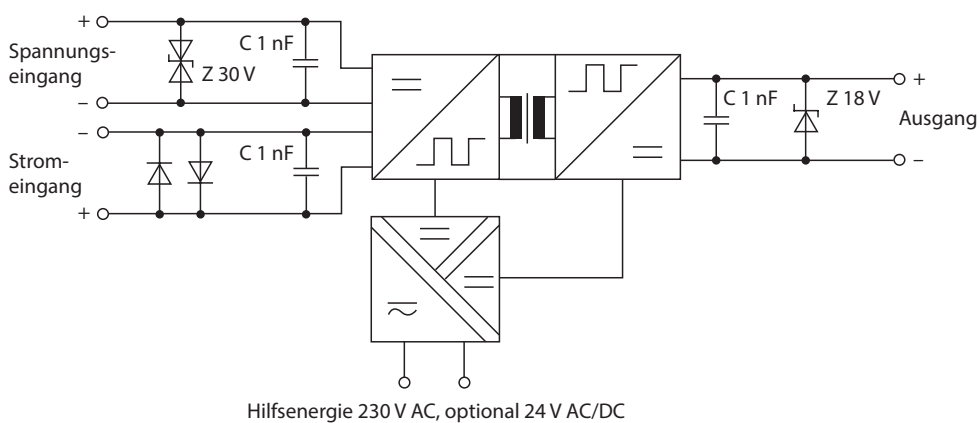 +
Spannungs-
eingang
C 1 nF
Z 30 V
–
–
Strom-
eingang
C 1 nF
+
C 1 nF
Z 18 V
+
Ausgang
–
Hilfsenergie 230 V AC, optional 24 V AC/DC